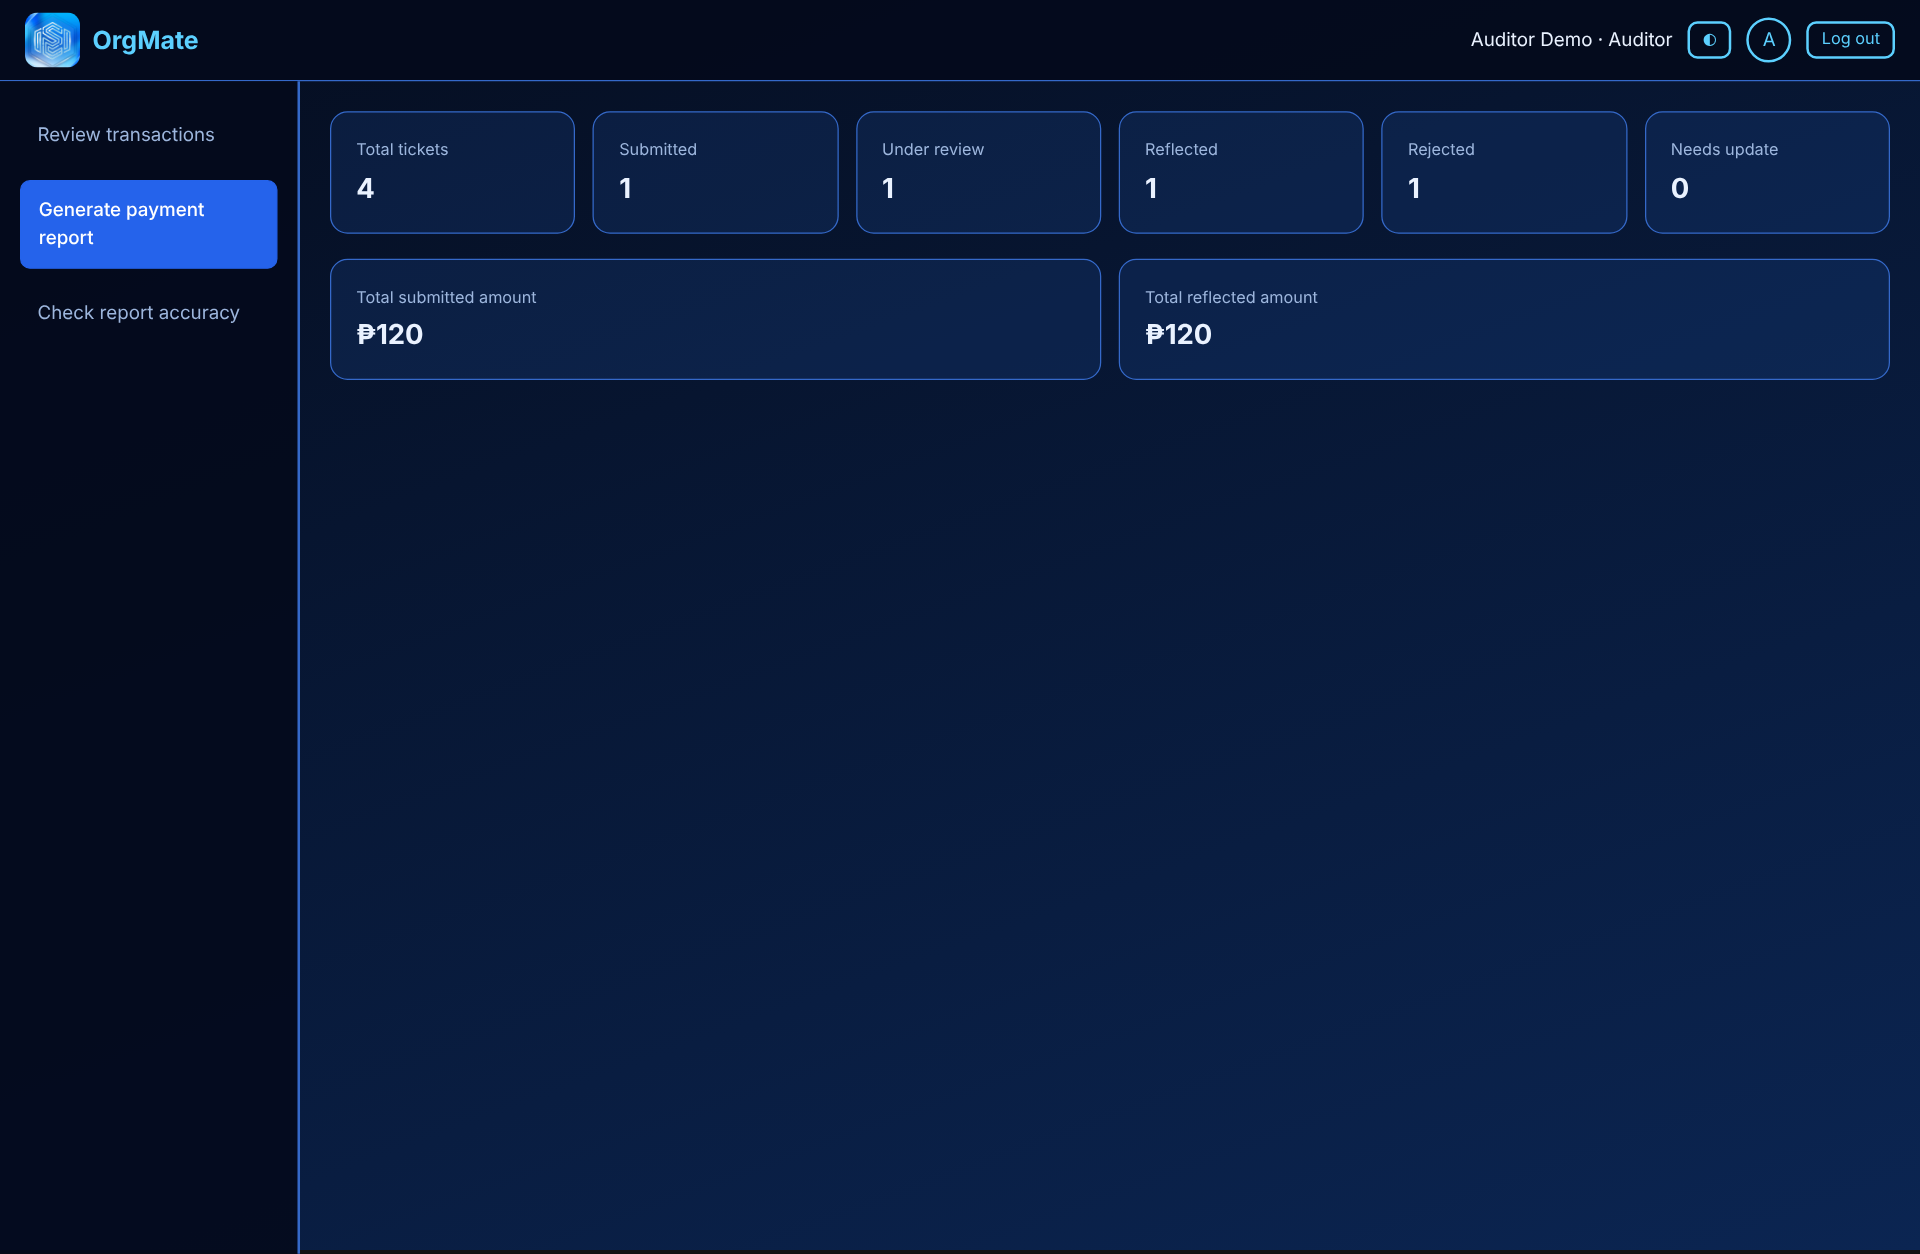 OrgMate
Auditor Demo · Auditor
A
Log out
Review transactions
Generate payment
report
Check report accuracy
Total tickets
4
Submitted
1
Under review
1
Reflected
1
Rejected
1
Needs update
0
Total submitted amount
₱120
Total reflected amount
₱120